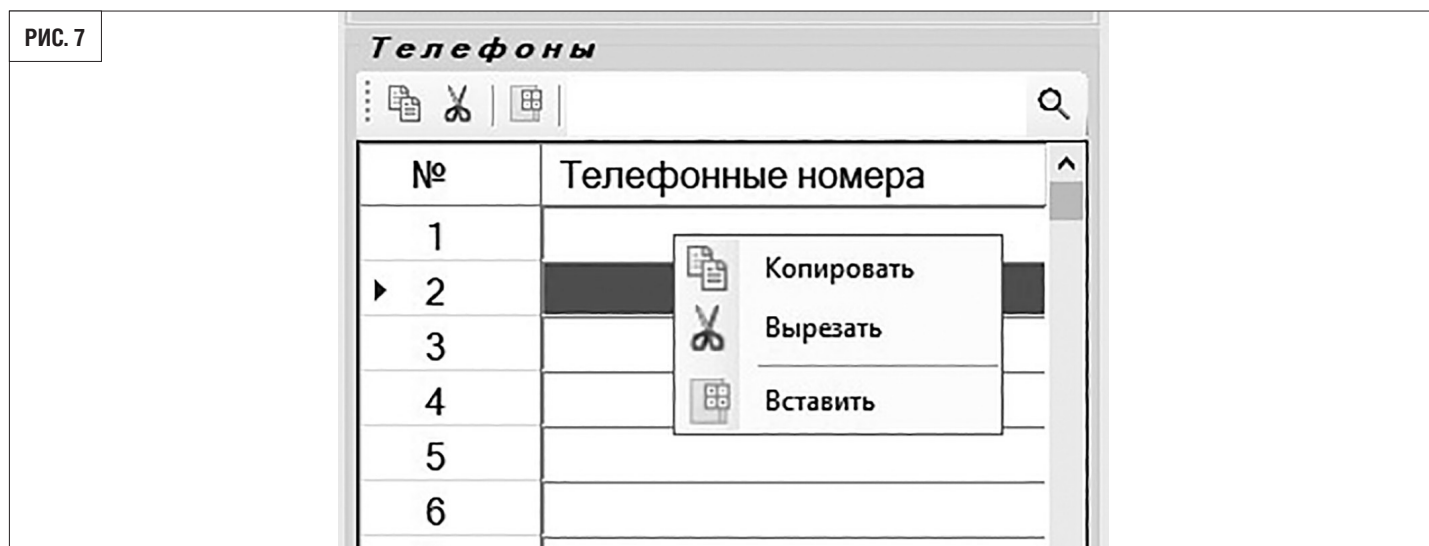 РИС. 7
Телефоны
№ Телефонные номера
1
2
3
4
5
6
Копировать
Вырезать
Вставить